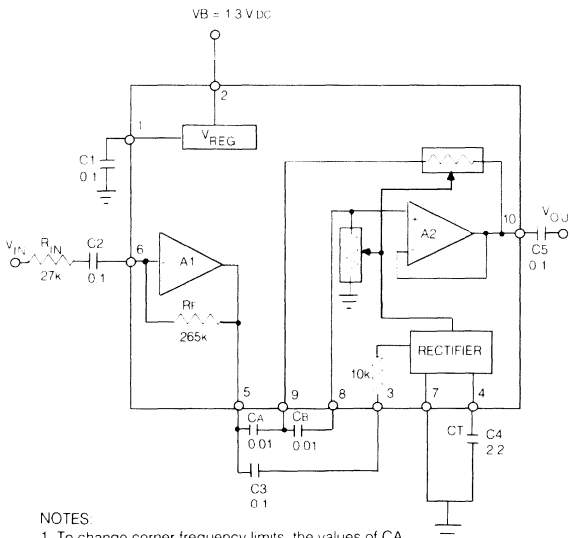 VB = 1 3 V DC
2
1
VREG
C1
0 1
VIN
RIN
C2
6
27k
0 1
A1
RF
265k
+
A2
-
10
VOU
C5
0 1
RECTIFIER
10k
5
9
8
3
7
4
CA
CB
0 01
0 01
CT
C4
2 2
C3
0 1
NOTES:
1 To change corner frequency limits, the values of CA